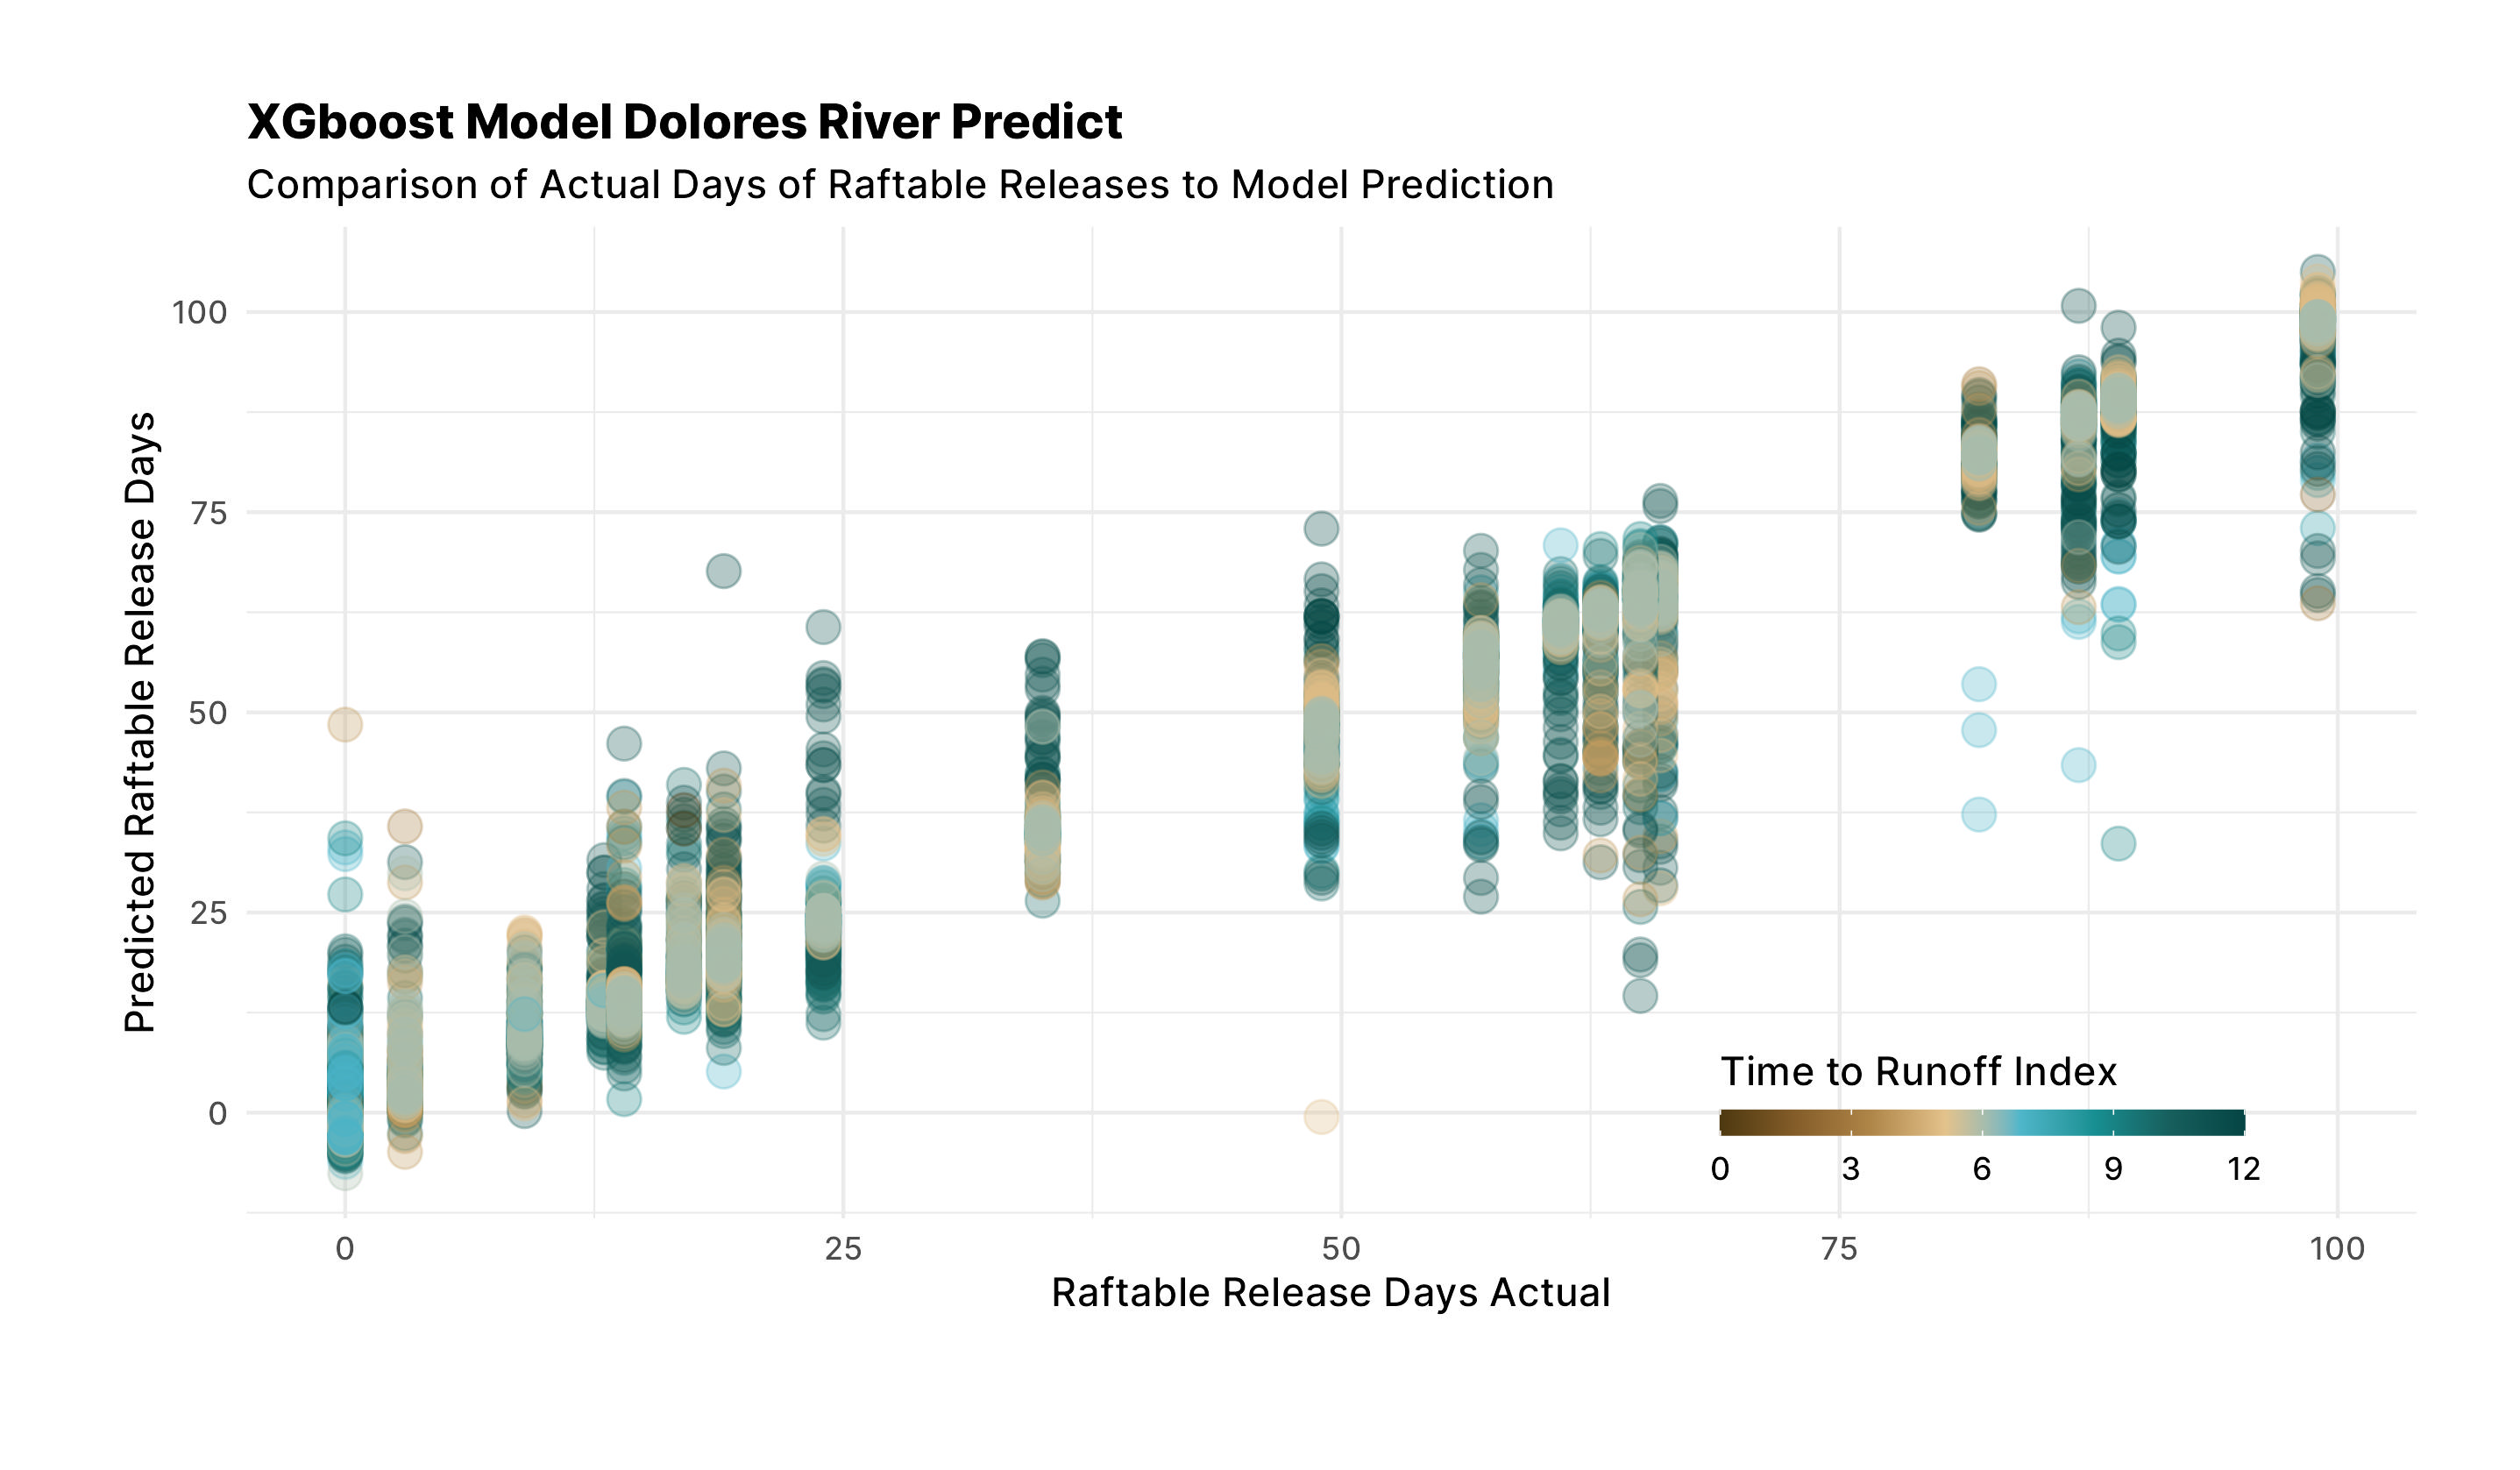 XGboost Model Dolores River Predict
Comparison of Actual Days of Raftable Releases to Model Prediction
Predicted Raftable Release Days
100
75
50
25
0
Time to Runoff Index
0 3 6 9 12
0 25 50 75 100
Raftable Release Days Actual